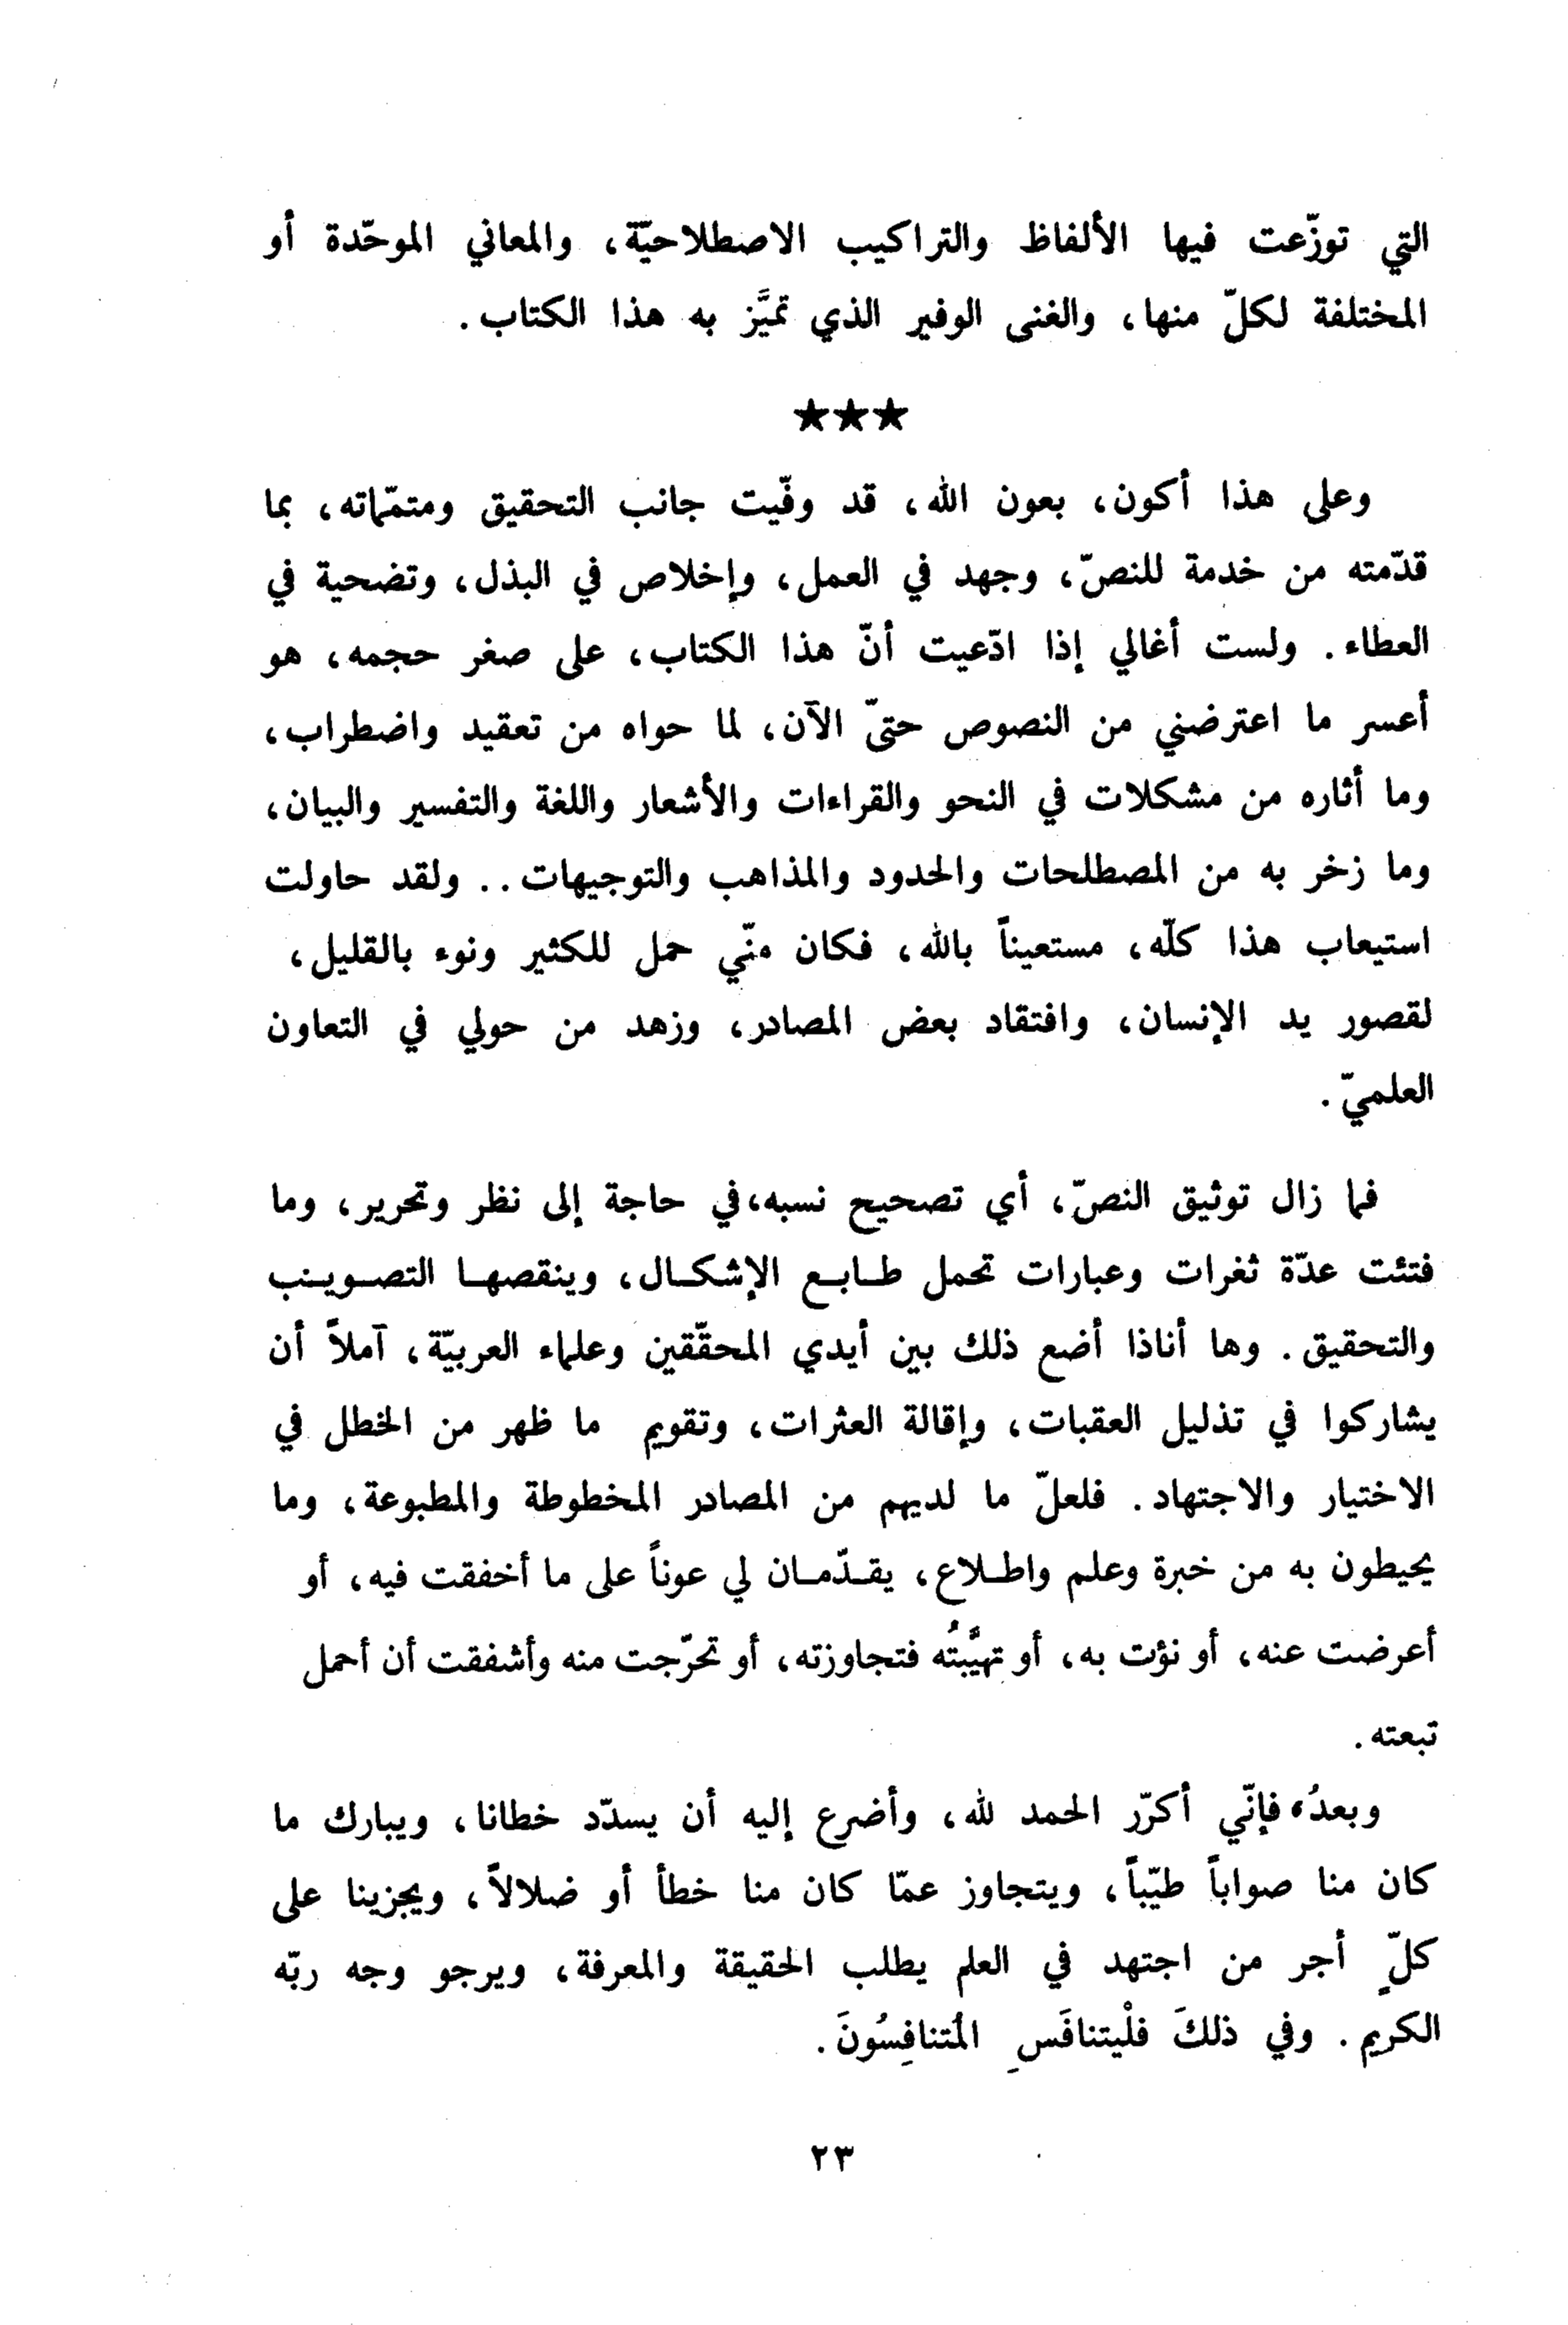 التي توزّعت فيها الألفاظ والتراكيب الاصطلاحيّة، والمعاني الموحّدة أو
المختلفة لكلّ منها، والغنى الوفير الذي تميَّز به هذا الكتاب.
★★★
وعلى هذا أكون، بعون الله، قد وفّيت جانب التحقيق ومتمّماته، بما
قدّمته من خدمة للنصّ، وجهد في العمل، وإخلاص في البذل، وتضحية في
العطاء. ولست أغالي إذا ادّعيت أنّ هذا الكتاب، على صغر حجمه، هو
أعسر ما اعترضني من النصوص حتىّ الآن، لما حواه من تعقيد واضطراب،
وما أثاره من مشكلات في النحو والقراءات والأشعار واللغة والتفسير والبيان،
وما زخر به من المصطلحات والحدود والمذاهب والتوجيهات.. ولقد حاولت
استيعاب هذا كلّه، مستعيناً بالله، فكان منّي حمل للكثير ونوء بالقليل،
لقصور يد الإنسان، وافتقاد بعض المصادر، وزهد من حولي في التعاون
العلميّ.
فما زال توثيق النصّ، أي تصحيح نسبه، في حاجة إلى نظر وتحرير، وما
فتئت عدّة ثغرات وعبارات تحمل طابع الإشكال، وينقصها التصويب
والتحقيق. وها أناذا أضع ذلك بين أيدي المحقّقين وعلماء العربيّة، آملاً أن
يشاركوا في تذليل العقبات، وإقالة العثرات، وتقويم ما ظهر من الخطل في
الاختيار والاجتهاد. فلعلّ ما لديهم من المصادر المخطوطة والمطبوعة، وما
يحيطون به من خبرة وعلم واطلاع، يقدّمان لي عوناً على ما أخفقت فيه، أو
أعرضت عنه، أو نؤت به، أو تهيَّبتُه فتجاوزته، أو تحرّجت منه وأشفقت أن أحمل
تبعته.
وبعدُ، فإنّي أكرّر الحمد لله، وأضرع إليه أن يسدّد خطانا، ويبارك ما
كان منا صواباً طيّباً، ويتجاوز عمّا كان منا خطأ أو ضلالاً، ويجزينا على
كلٍّ أجر من اجتهد في العلم يطلب الحقيقة والمعرفة، ويرجو وجه ربّه
الكريم. وفي ذلكَ فلْيتنافَسِ المُتنافِسُونَ.
٢٣